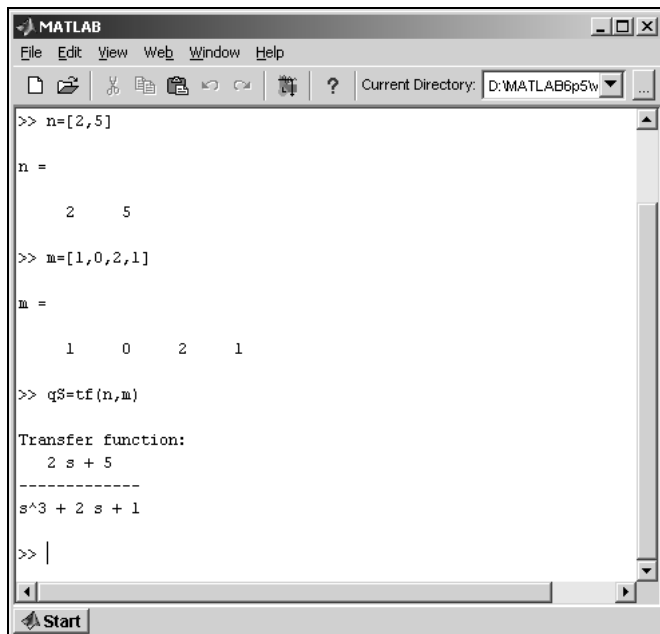 MATLAB
File Edit View Web Window Help
? Current Directory: D:\MATLAB6p5\w ...
>> n=[2,5]
n =
2 5
>> m=[1,0,2,1]
m =
1 0 2 1
>> qS=tf(n,m)
Transfer function:
2 s + 5
-------------
s^3 + 2 s + 1
>>
Start